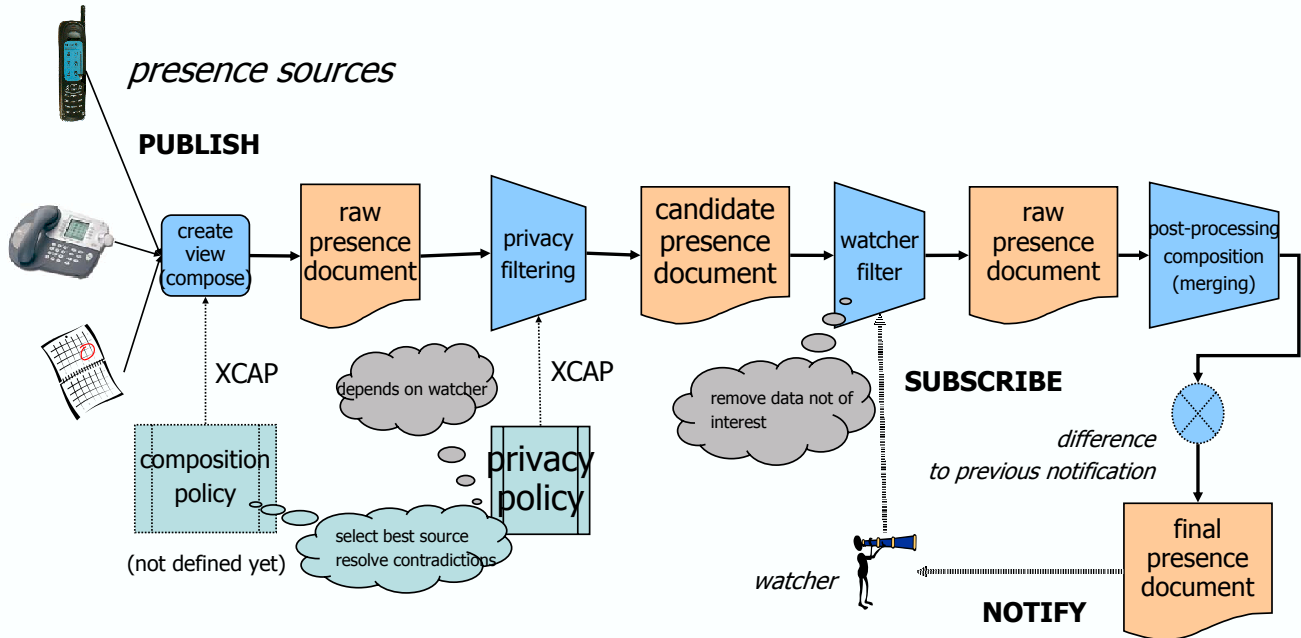 presence sources
PUBLISH
create
view
(compose)
raw
presence
document
privacy
filtering
candidate
presence
document
watcher
filter
raw
presence
document
post-processing
composition
(merging)
XCAP
depends on watcher
XCAP
remove data not of
interest
SUBSCRIBE
difference
to previous notification
composition
policy
(not defined yet)
privacy
policy
select best source
resolve contradictions
watcher
NOTIFY
final
presence
document